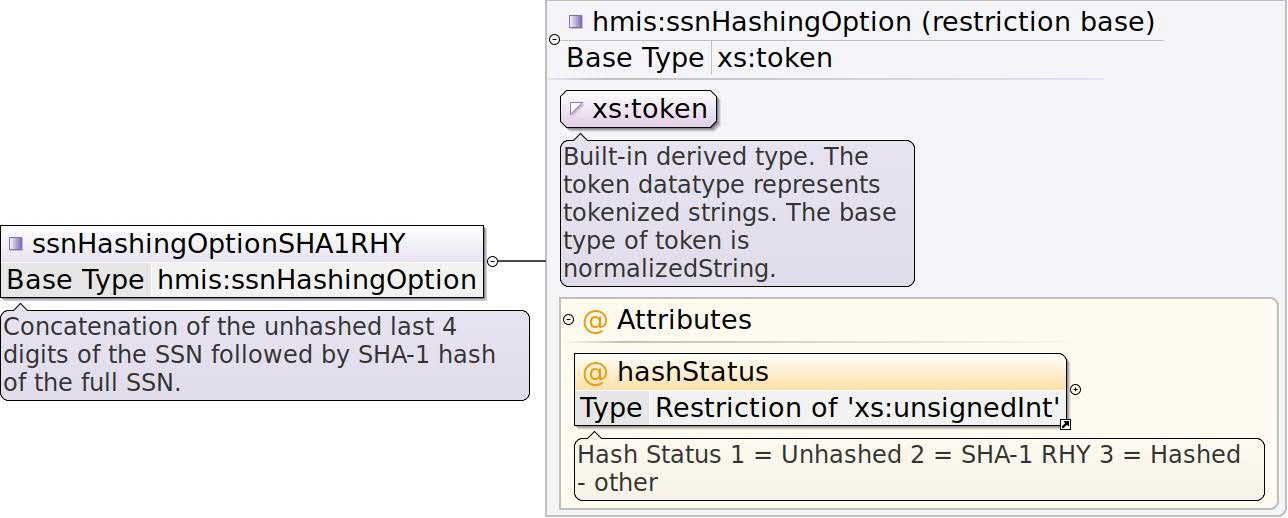 hmis:ssnHashingOption (restriction base)
Base Type xs:token
xs:token
Built-in derived type. The
token datatype represents
tokenized strings. The base
type of token is
normalizedString.
ssnHashingOptionSHA1RHY
Base Type hmis:ssnHashingOption
Concatenation of the unhashed last 4
digits of the SSN followed by SHA-1 hash
of the full SSN.
@ Attributes
@ hashStatus
Type Restriction of 'xs:unsignedInt'
Hash Status 1 = Unhashed 2 = SHA-1 RHY 3 = Hashed
- other